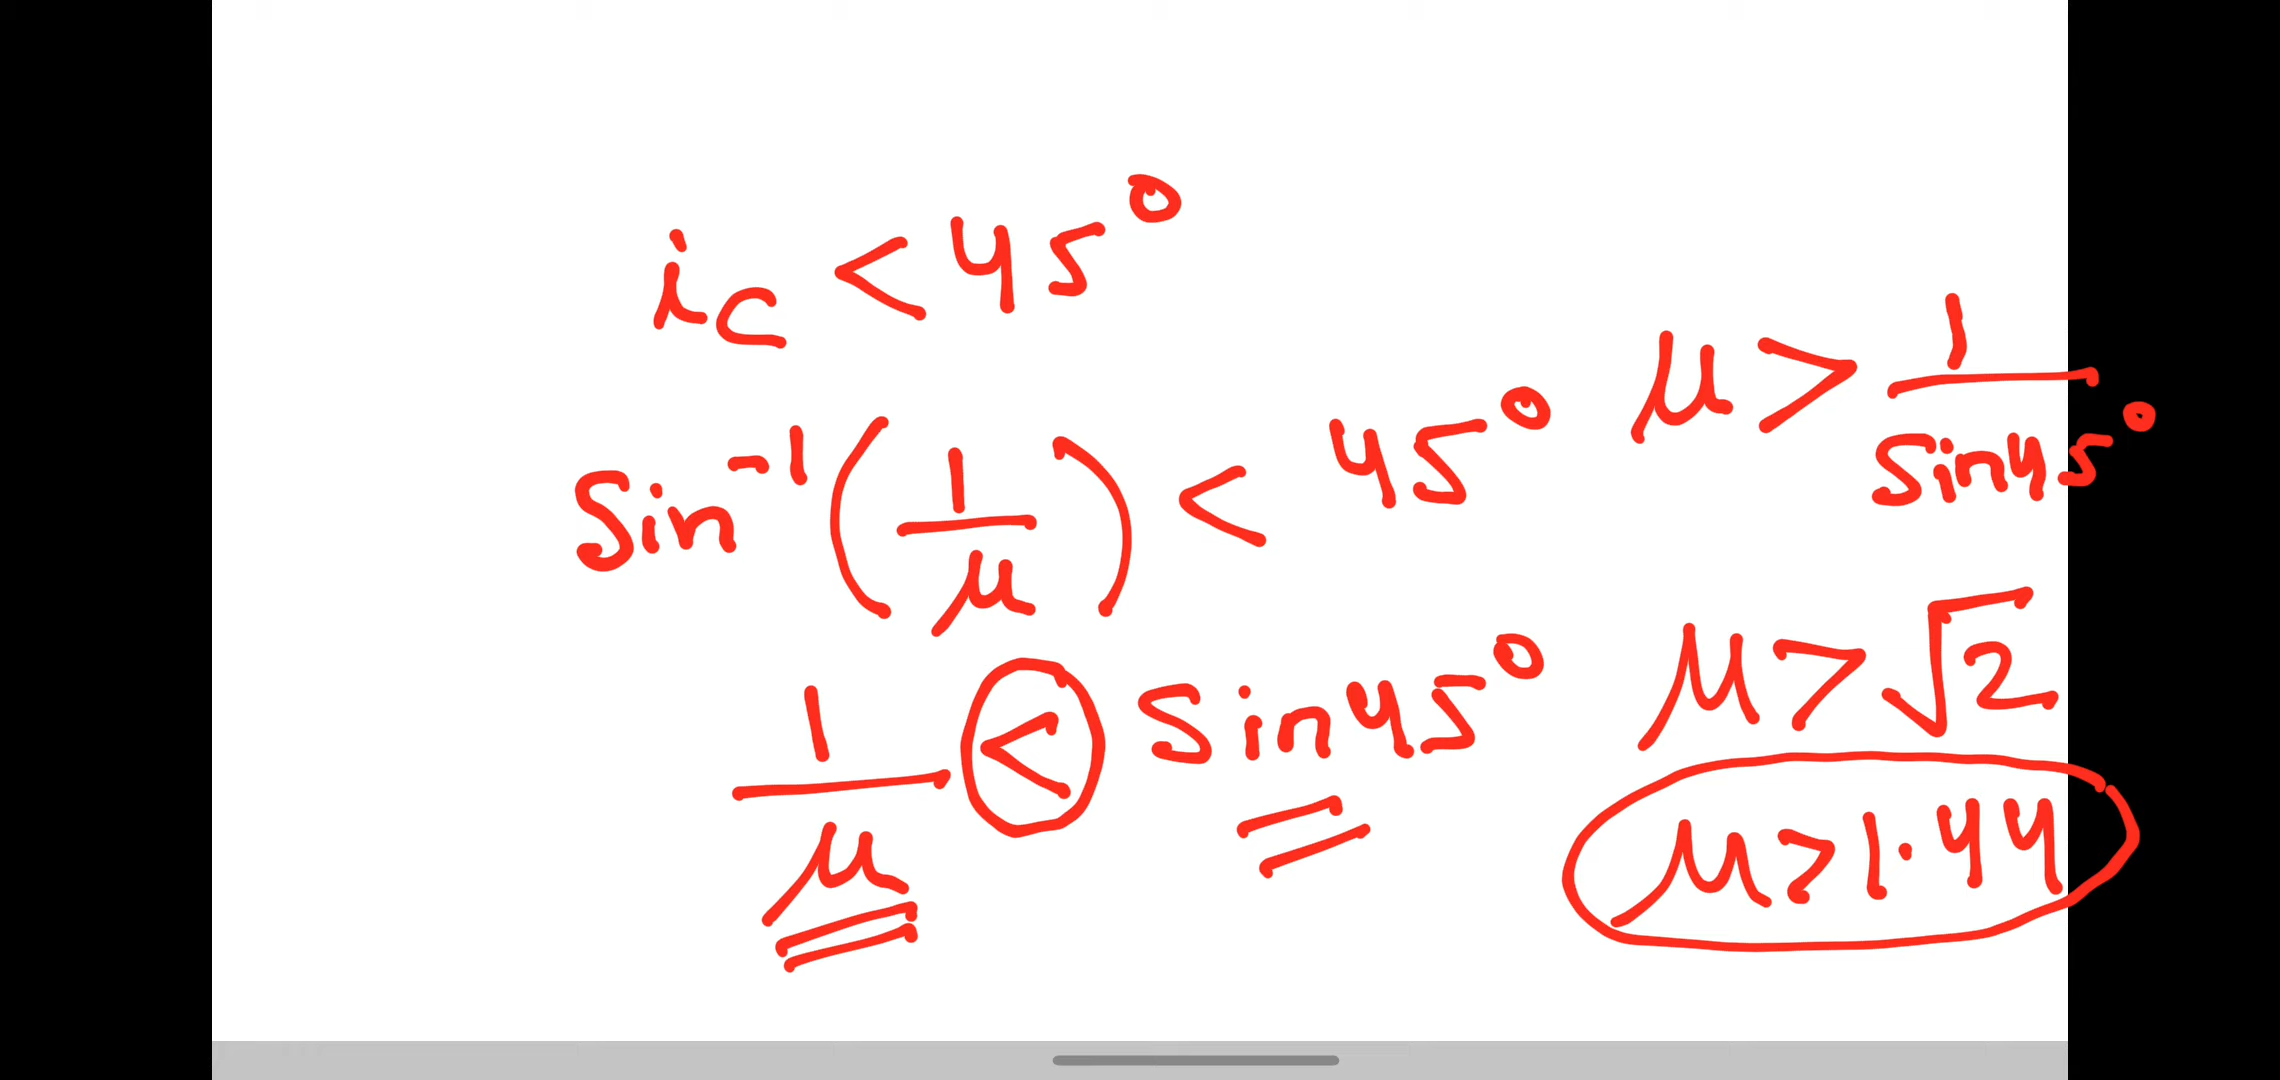 i_c < 45°
Sin⁻¹(1/μ) < 45°
1/μ < Sin45°
μ > 1/Sin45°
μ > √2
μ > 1.44